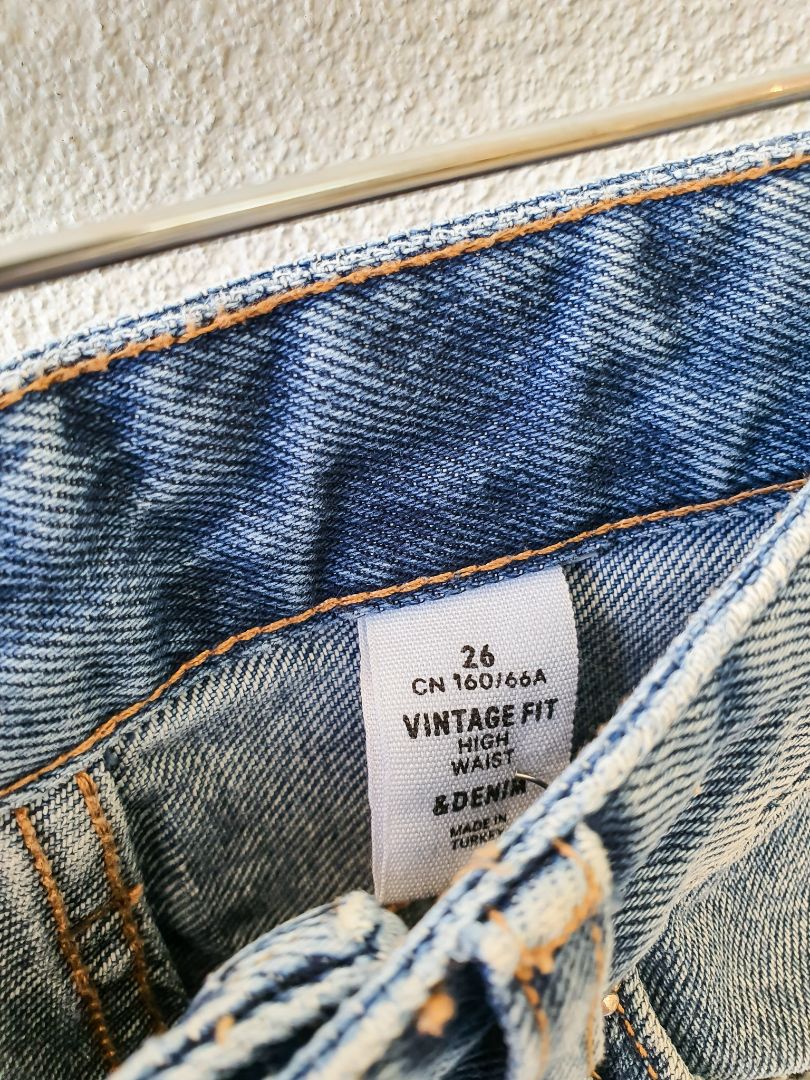 26
CN 160/66A
VINTAGE FIT
HIGH
WAIST
&DENIM
MADE IN
TURKEY